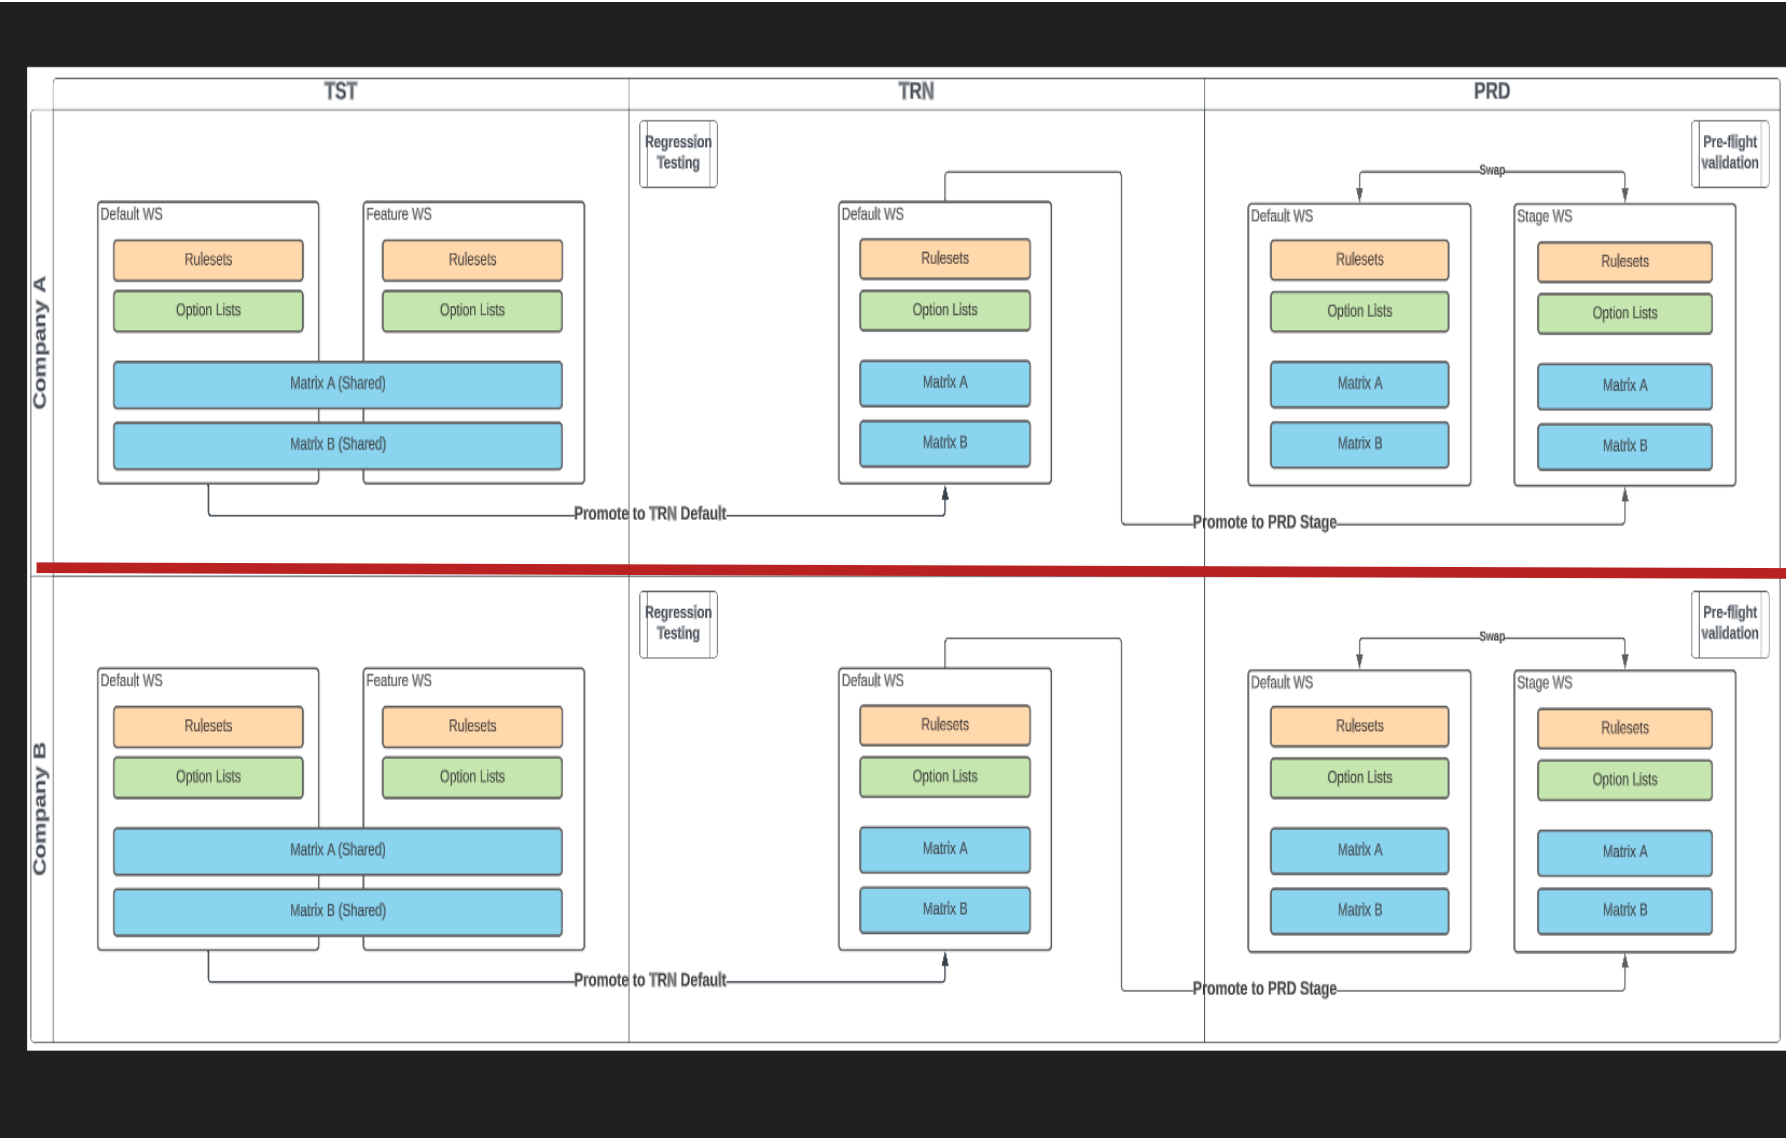 TST
TRN
PRD
Company A
Default WS
Rulesets
Option Lists
Feature WS
Rulesets
Option Lists
Matrix A (Shared)
Matrix B (Shared)
Promote to TRN Default
Regression
Testing
Default WS
Rulesets
Option Lists
Matrix A
Matrix B
Promote to PRD Stage
Pre-flight
validation
Swap
Default WS
Rulesets
Option Lists
Matrix A
Matrix B
Stage WS
Rulesets
Option Lists
Matrix A
Matrix B
Company B
Default WS
Rulesets
Option Lists
Feature WS
Rulesets
Option Lists
Matrix A (Shared)
Matrix B (Shared)
Promote to TRN Default
Regression
Testing
Default WS
Rulesets
Option Lists
Matrix A
Matrix B
Promote to PRD Stage
Pre-flight
validation
Swap
Default WS
Rulesets
Option Lists
Matrix A
Matrix B
Stage WS
Rulesets
Option Lists
Matrix A
Matrix B